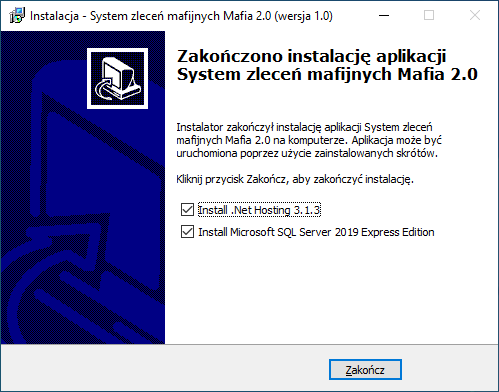 Instalacja - System zleceń mafijnych Mafia 2.0 (wersja 1.0)
Zakończono instalację aplikacji
System zleceń mafijnych Mafia 2.0
Instalator zakończył instalację aplikacji System zleceń
mafijnych Mafia 2.0 na komputerze. Aplikacja może być
uruchomiona poprzez użycie zainstalowanych skrótów.
Kliknij przycisk Zakończ, aby zakończyć instalację.
Install .Net Hosting 3.1.3
Install Microsoft SQL Server 2019 Express Edition
Zakończ